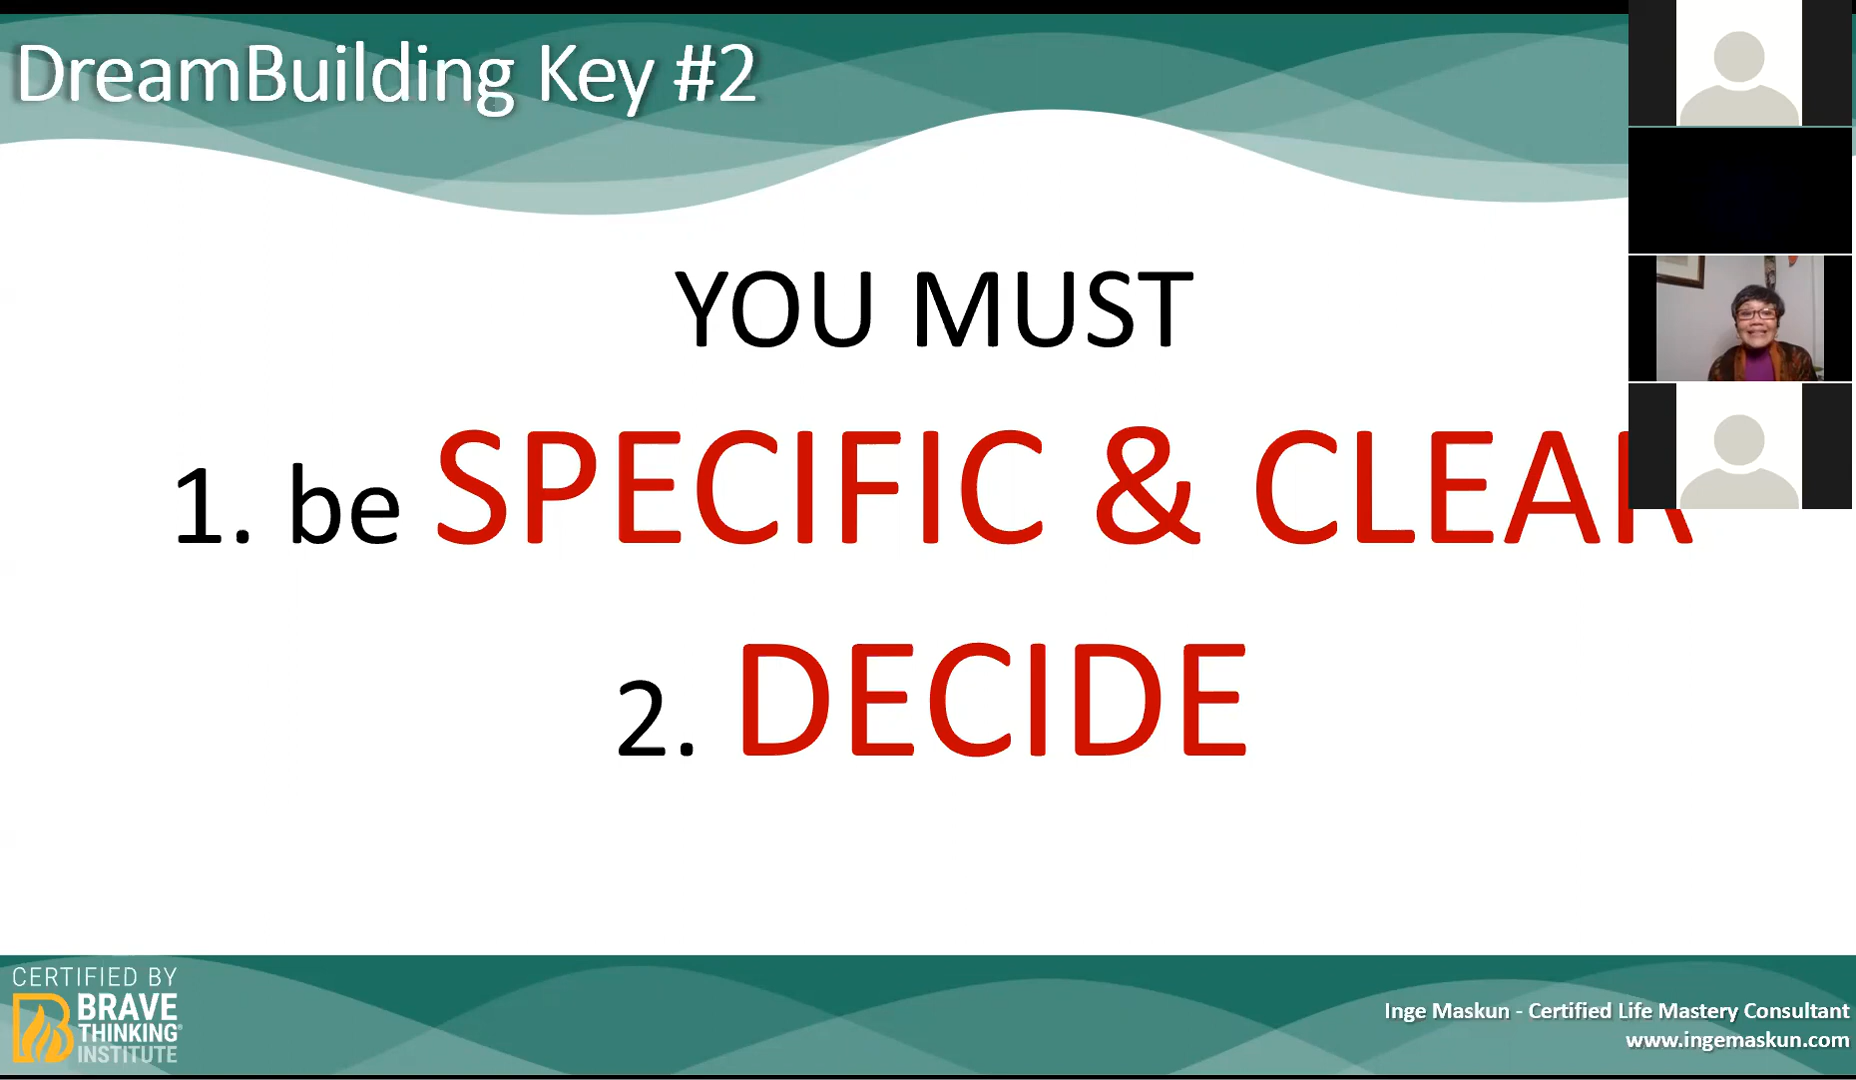 DreamBuilding Key #2
YOU MUST
1. be SPECIFIC & CLEAR
2. DECIDE
CERTIFIED BY
BRAVE
THINKING®
INSTITUTE
Inge Maskun - Certified Life Mastery Consultant
www.ingemaskun.com